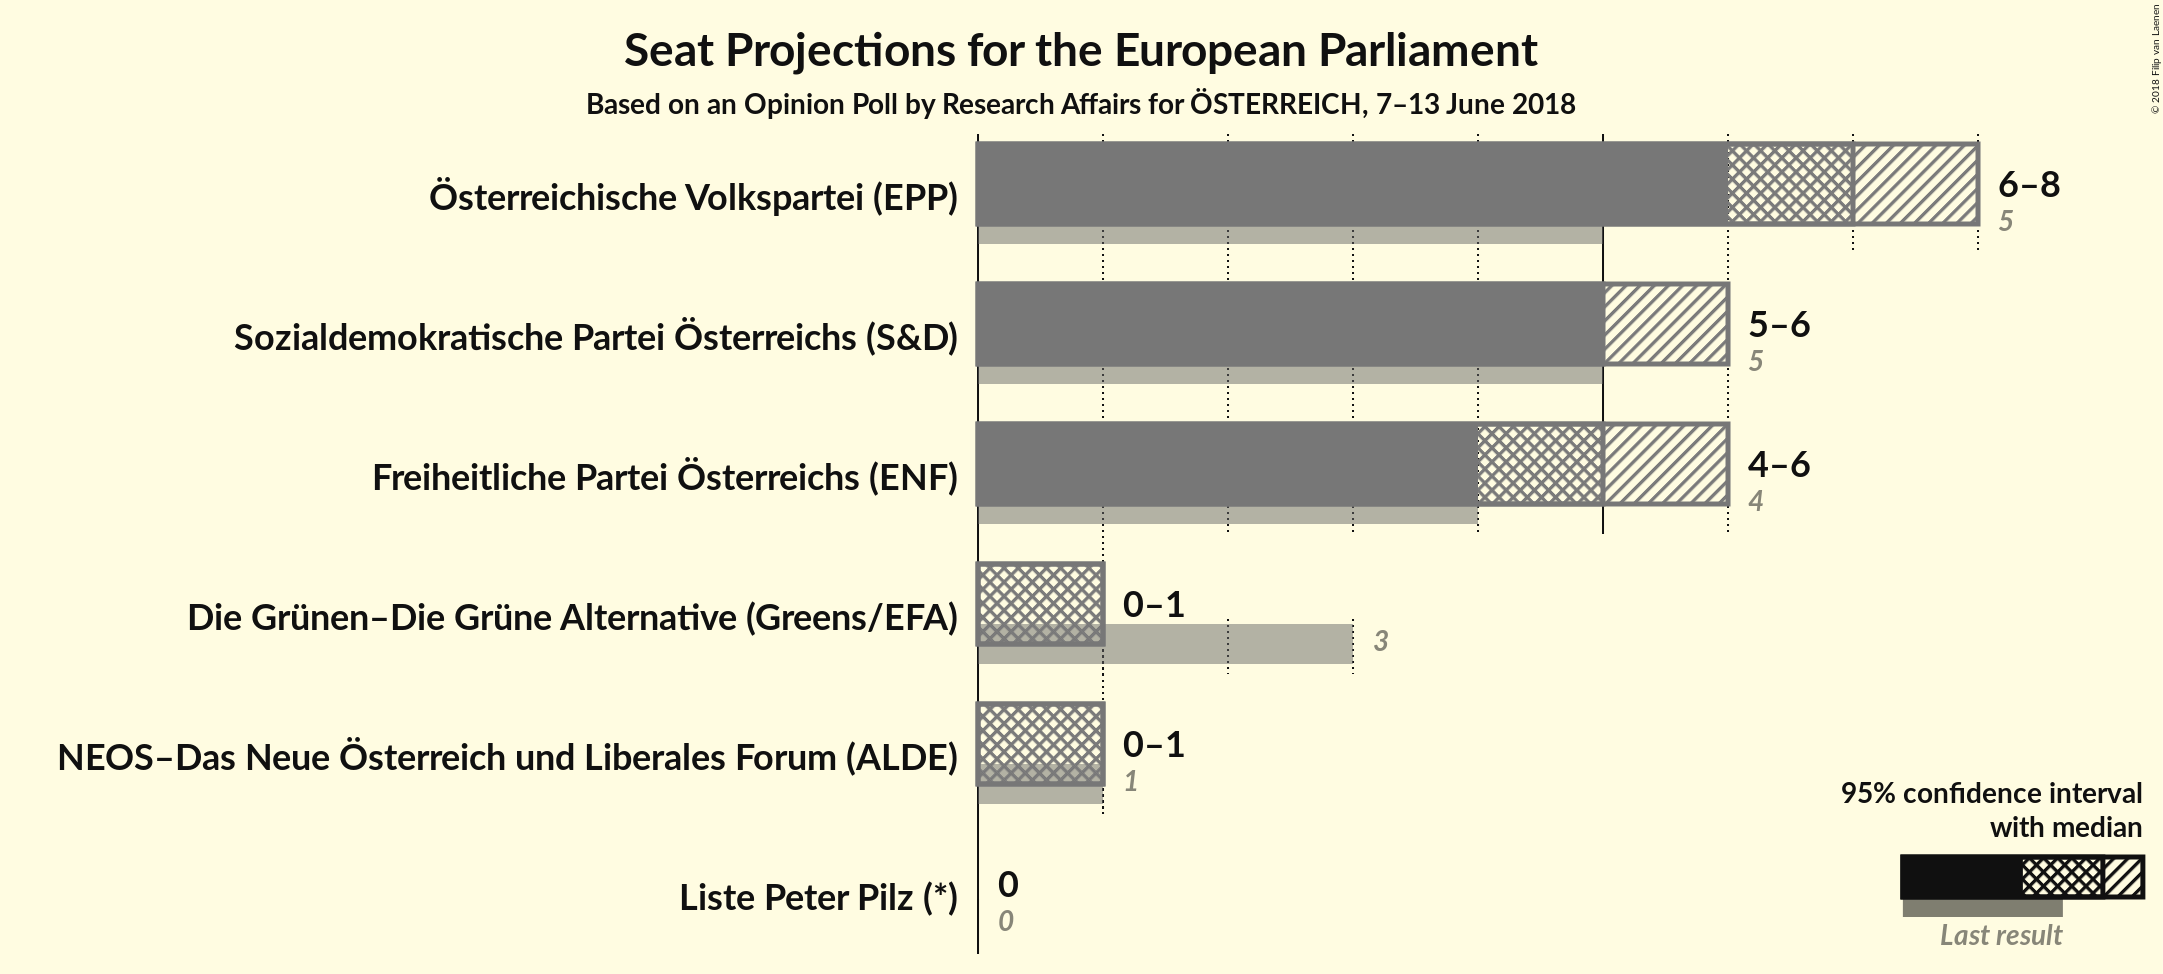 Seat Projections for the European Parliament
Based on an Opinion Poll by Research Affairs for ÖSTERREICH, 7–13 June 2018
© 2018 Filip van Laenen
Österreichische Volkspartei (EPP)
6–8
5
Sozialdemokratische Partei Österreichs (S&D)
5–6
5
Freiheitliche Partei Österreichs (ENF)
4–6
4
Die Grünen–Die Grüne Alternative (Greens/EFA)
0–1
3
NEOS–Das Neue Österreich und Liberales Forum (ALDE)
0–1
1
Liste Peter Pilz (*)
0
0
95% confidence interval
with median
Last result